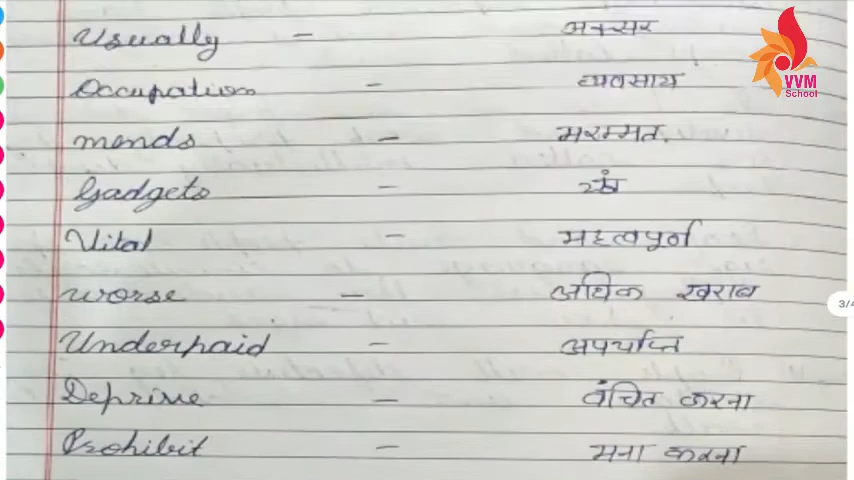 Usually - अक्सर
Occupation - व्यवसाय
mends - मरम्मत
Gadgets -
Vital - महत्वपूर्ण
worse - अधिक खराब
Underpaid - अपर्याप्त
Deprive - वंचित करना
Prohibit - मना करना
VVM
School
3/4